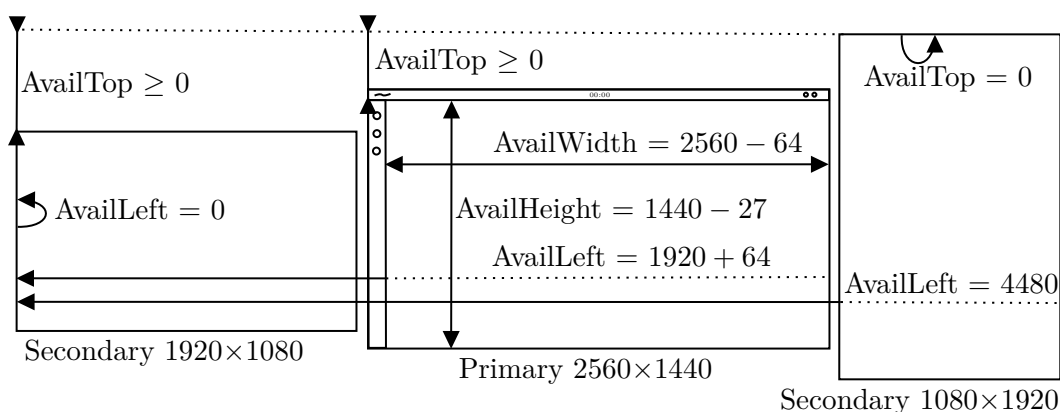 AvailTop ≥ 0
AvailTop ≥ 0
AvailTop = 0
00:00
AvailWidth = 2560 − 64
AvailLeft = 0
AvailHeight = 1440 − 27
AvailLeft = 1920 + 64
AvailLeft = 4480
Secondary 1920×1080
Primary 2560×1440
Secondary 1080×1920